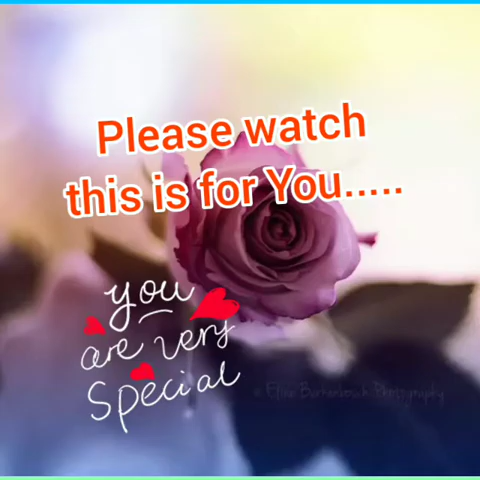 Please watch
this is for You.....
you
are very
Special